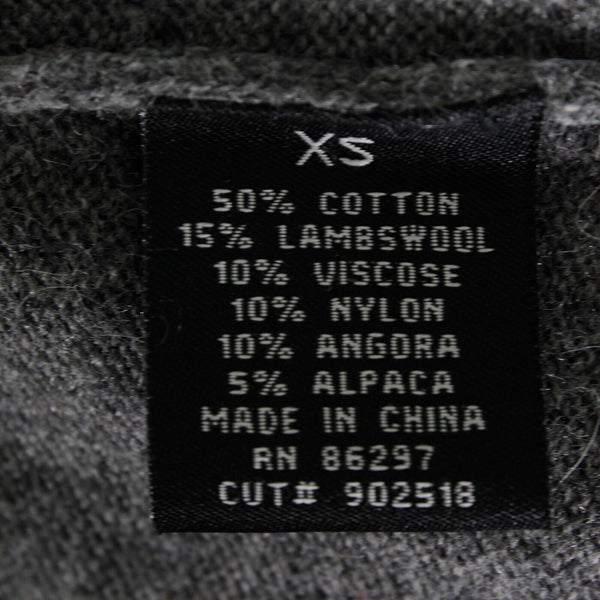 XS
50% COTTON
15% LAMBSWOOL
10% VISCOSE
10% NYLON
10% ANGORA
5% ALPACA
MADE IN CHINA
RN 86297
CUT# 902518